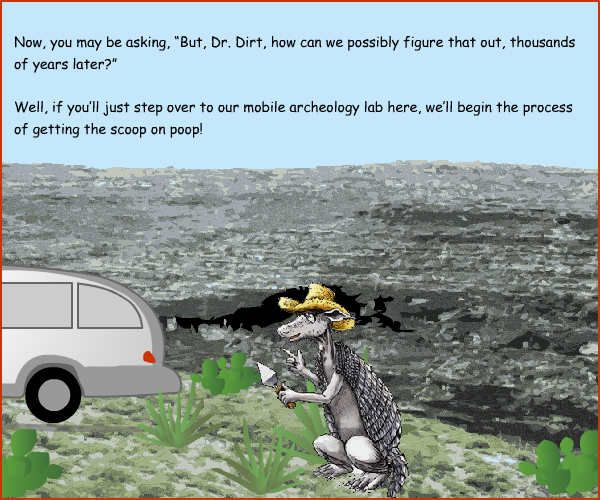 Now, you may be asking, “But, Dr. Dirt, how can we possibly figure that out, thousands
of years later?”
Well, if you’ll just step over to our mobile archeology lab here, we’ll begin the process
of getting the scoop on poop!